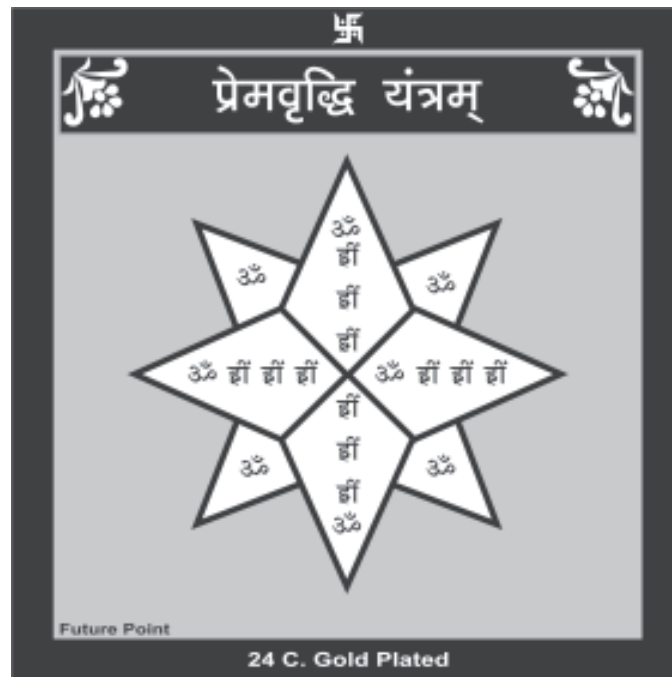 卐
प्रेमवृद्धि यंत्रम्
ॐ
ह्रीं
ॐ ह्रीं ॐ
ह्रीं
ॐ ह्रीं ह्रीं ह्रीं ॐ ह्रीं ह्रीं ह्रीं
ह्रीं
ह्रीं
ॐ ॐ
ह्रीं
ॐ
Future Point
24 C. Gold Plated